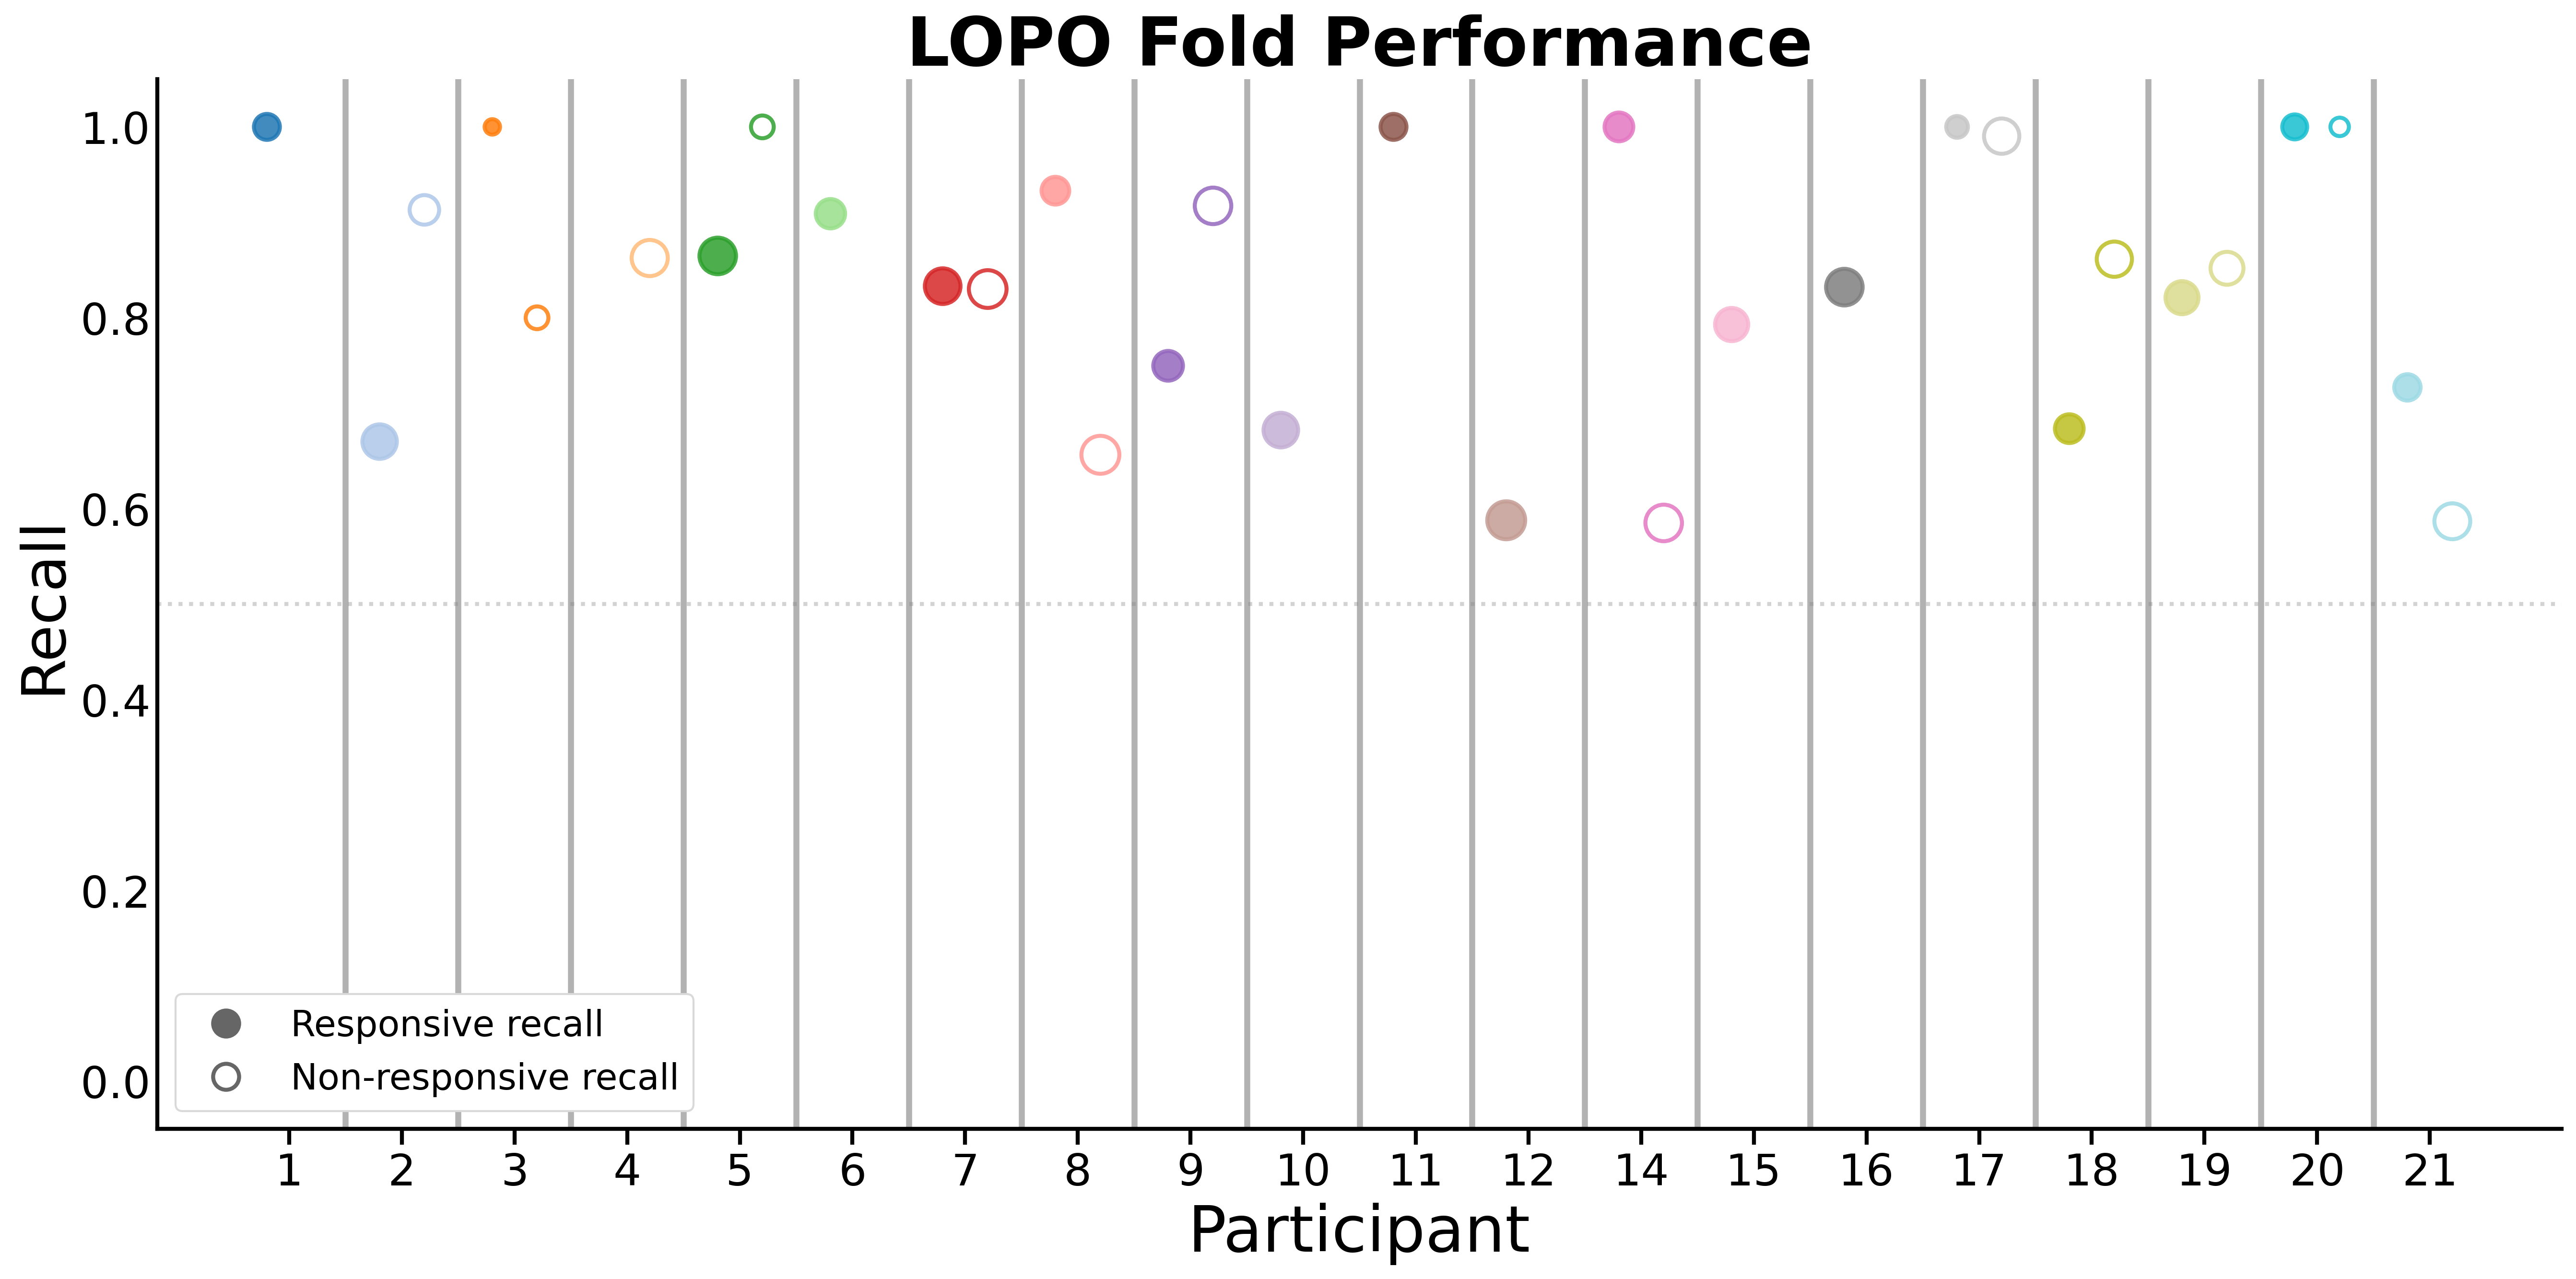 LOPO Fold Performance
Recall
1.0
0.8
0.6
0.4
0.2
0.0
Responsive recall
Non-responsive recall
1 2 3 4 5 6 7 8 9 10 11 12 14 15 16 17 18 19 20 21
Participant